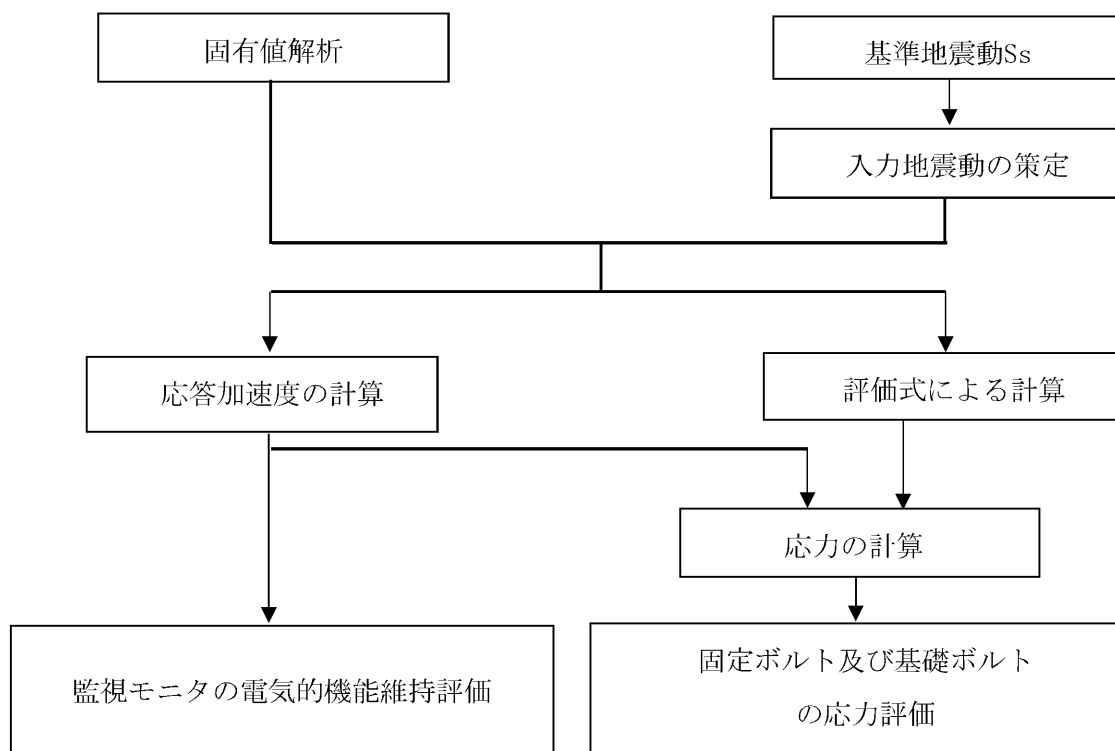 固有値解析
基準地震動Ss
入力地震動の策定
応答加速度の計算
評価式による計算
応力の計算
監視モニタの電気的機能維持評価
固定ボルト及び基礎ボルト
の応力評価